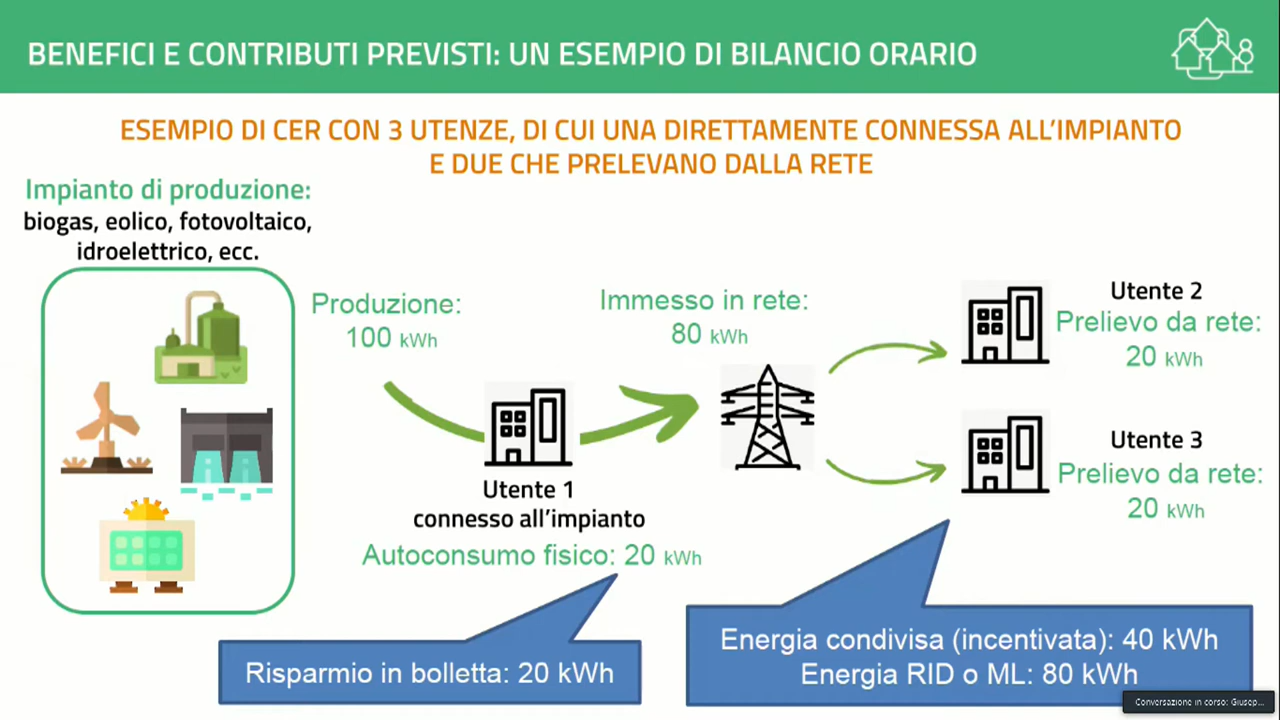 BENEFICI E CONTRIBUTI PREVISTI: UN ESEMPIO DI BILANCIO ORARIO
ESEMPIO DI CER CON 3 UTENZE, DI CUI UNA DIRETTAMENTE CONNESSA ALL'IMPIANTO
E DUE CHE PRELEVANO DALLA RETE
Impianto di produzione:
biogas, eolico, fotovoltaico,
idroelettrico, ecc.
Produzione:
100 kWh
Immesso in rete:
80 kWh
Utente 2
Prelievo da rete:
20 kWh
Utente 3
Prelievo da rete:
20 kWh
Utente 1
connesso all'impianto
Autoconsumo fisico: 20 kWh
Risparmio in bolletta: 20 kWh
Energia condivisa (incentivata): 40 kWh
Energia RID o ML: 80 kWh
Conversazione in corso: Giusep...